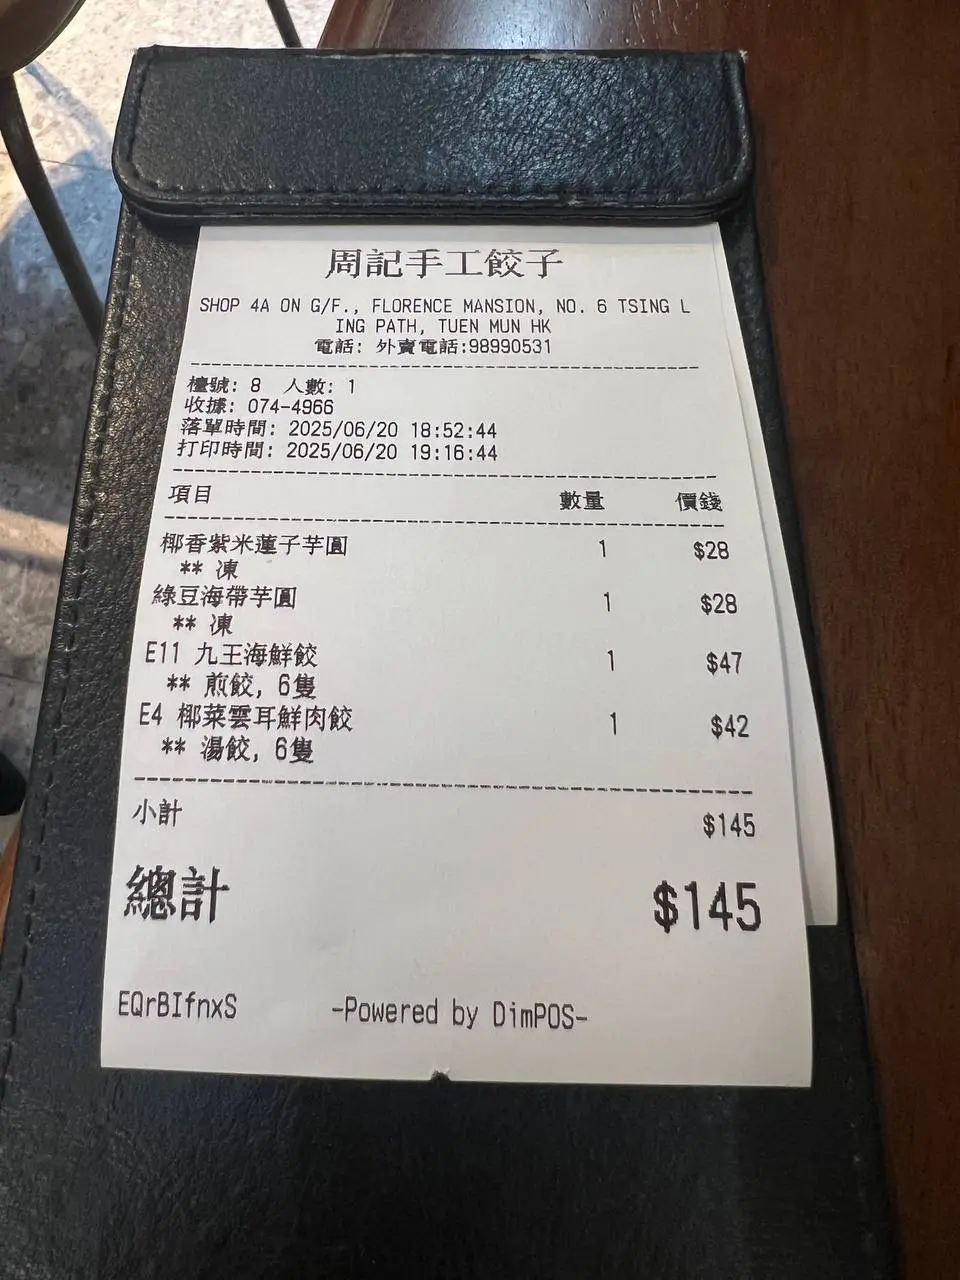 周記手工餃子
SHOP 4A ON G/F., FLORENCE MANSION, NO. 6 TSING L
ING PATH, TUEN MUN HK
電話: 外賣電話:98990531
檯號: 8 人數: 1
收據: 074-4966
落單時間: 2025/06/20 18:52:44
打印時間: 2025/06/20 19:16:44
項目 數量 價錢
椰香紫米蓮子芋圓 1 $28
** 凍
綠豆海帶芋圓 1 $28
** 凍
E11 九王海鮮餃 1 $47
** 煎餃, 6隻
E4 椰菜雲耳鮮肉餃 1 $42
** 湯餃, 6隻
小計 $145
總計 $145
EQrBIfnxS -Powered by DimPOS-